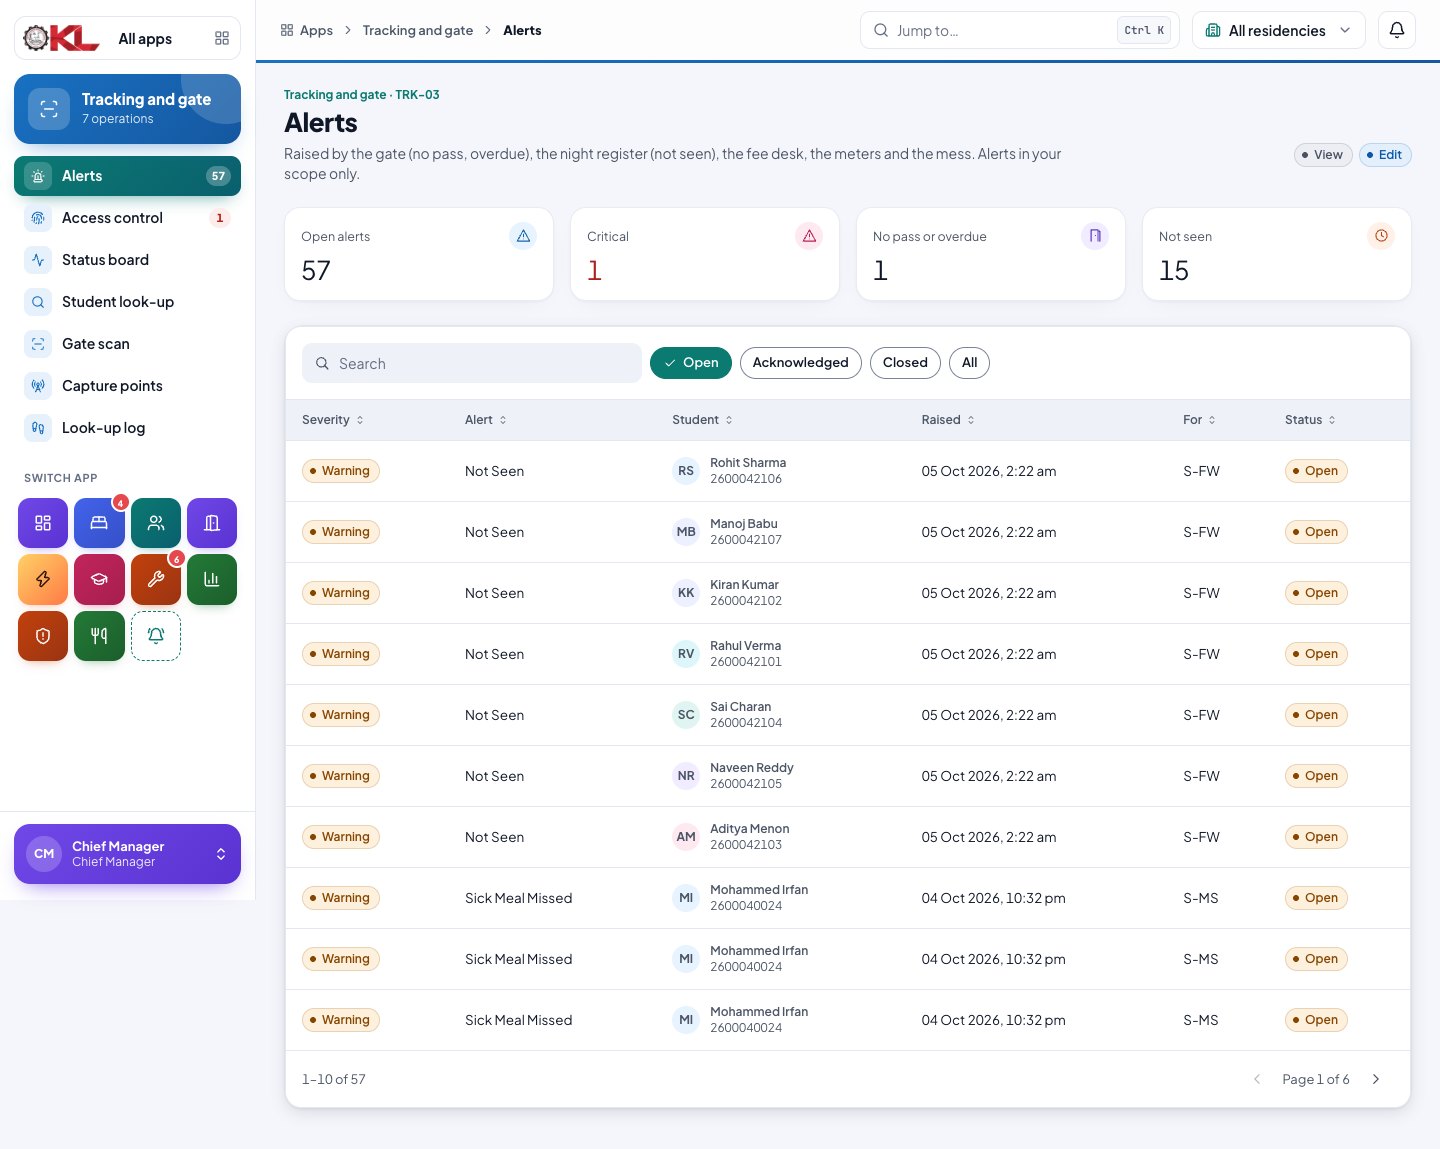 KL
All apps
Apps
Tracking and gate
Alerts
Jump to...
Ctrl K
All residencies
Tracking and gate
7 operations
Alerts
57
Access control
1
Status board
Student look-up
Gate scan
Capture points
Look-up log
SWITCH APP
4
6
CM
Chief Manager
Chief Manager
Tracking and gate · TRK-03
Alerts
Raised by the gate (no pass, overdue), the night register (not seen), the fee desk, the meters and the mess. Alerts in your
scope only.
View
Edit
Open alerts
57
Critical
1
No pass or overdue
1
Not seen
15
Search
Open
Acknowledged
Closed
All
Severity Alert Student Raised For Status
Warning Not Seen RS Rohit Sharma 2600042106 05 Oct 2026, 2:22 am S-FW Open
Warning Not Seen MB Manoj Babu 2600042107 05 Oct 2026, 2:22 am S-FW Open
Warning Not Seen KK Kiran Kumar 2600042102 05 Oct 2026, 2:22 am S-FW Open
Warning Not Seen RV Rahul Verma 2600042101 05 Oct 2026, 2:22 am S-FW Open
Warning Not Seen SC Sai Charan 2600042104 05 Oct 2026, 2:22 am S-FW Open
Warning Not Seen NR Naveen Reddy 2600042105 05 Oct 2026, 2:22 am S-FW Open
Warning Not Seen AM Aditya Menon 2600042103 05 Oct 2026, 2:22 am S-FW Open
Warning Sick Meal Missed MI Mohammed Irfan 2600040024 04 Oct 2026, 10:32 pm S-MS Open
Warning Sick Meal Missed MI Mohammed Irfan 2600040024 04 Oct 2026, 10:32 pm S-MS Open
Warning Sick Meal Missed MI Mohammed Irfan 2600040024 04 Oct 2026, 10:32 pm S-MS Open
1–10 of 57
Page 1 of 6